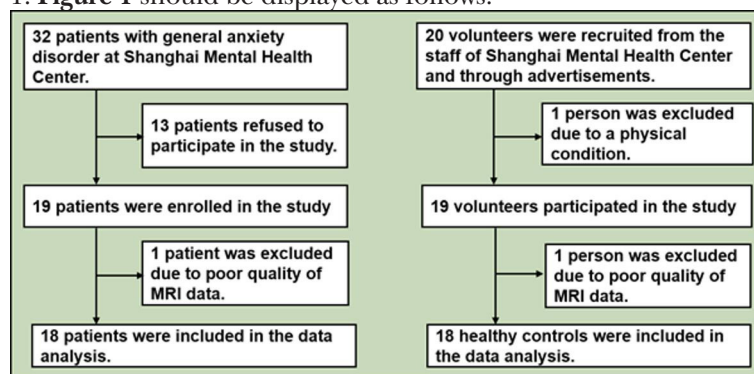 1. Figure 1 should be displayed as follows:
32 patients with general anxiety
disorder at Shanghai Mental Health
Center.
13 patients refused to
participate in the study.
19 patients were enrolled in the study
1 patient was excluded
due to poor quality of
MRI data.
18 patients were included in the data
analysis.
20 volunteers were recruited from the
staff of Shanghai Mental Health Center
and through advertisements.
1 person was excluded
due to a physical
condition.
19 volunteers participated in the study
1 person was excluded
due to poor quality of
MRI data.
18 healthy controls were included in
the data analysis.